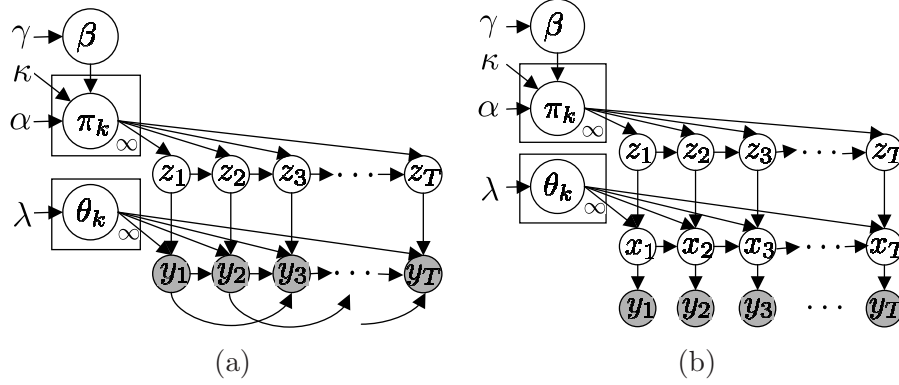 γ β γ β
κ κ
α π_k ∞ α π_k ∞
z_1 z_2 z_3 · · · z_T z_1 z_2 z_3 · · · z_T
λ θ_k ∞ λ θ_k ∞
y_1 y_2 y_3 · · · y_T x_1 x_2 x_3 · · · x_T
y_1 y_2 y_3 · · · y_T
(a) (b)